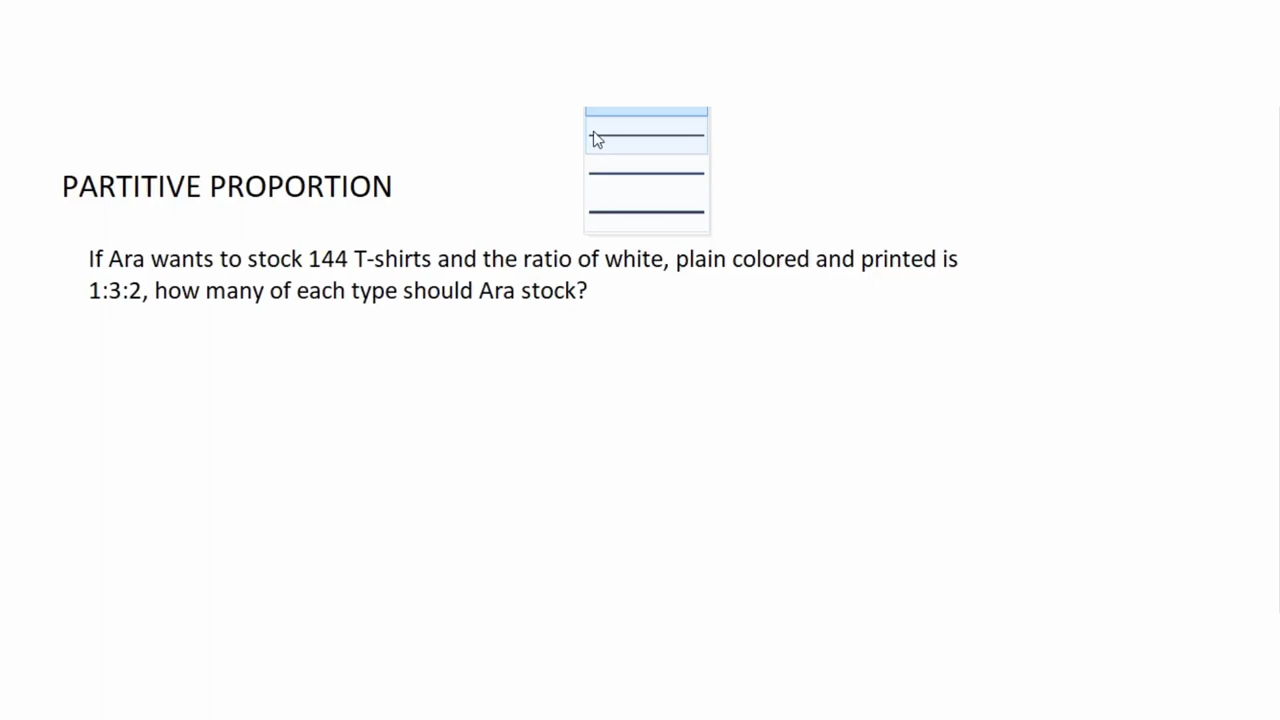 PARTITIVE PROPORTION
If Ara wants to stock 144 T-shirts and the ratio of white, plain colored and printed is
1:3:2, how many of each type should Ara stock?